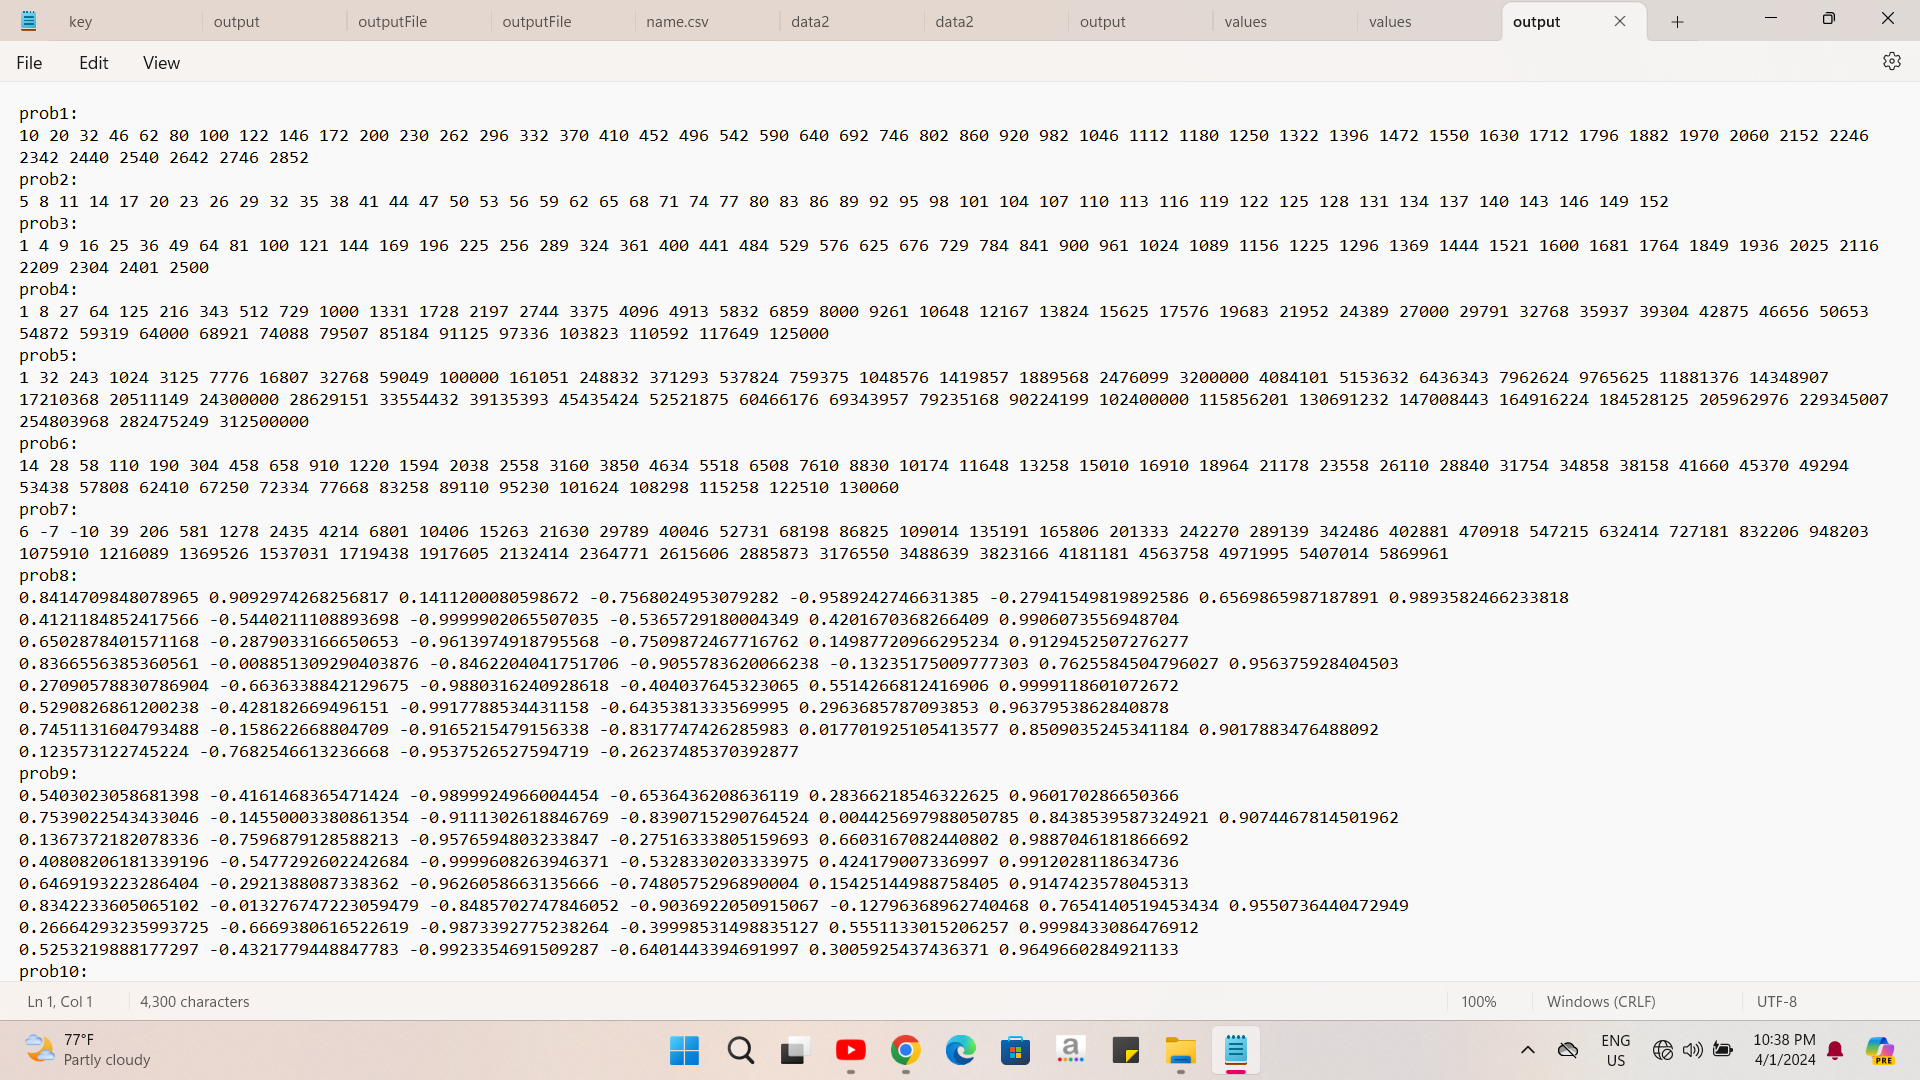 key output outputFile outputFile name.csv data2 data2 output values values output
File Edit View
prob1:
10 20 32 46 62 80 100 122 146 172 200 230 262 296 332 370 410 452 496 542 590 640 692 746 802 860 920 982 1046 1112 1180 1250 1322 1396 1472 1550 1630 1712 1796 1882 1970 2060 2152 2246
2342 2440 2540 2642 2746 2852
prob2:
5 8 11 14 17 20 23 26 29 32 35 38 41 44 47 50 53 56 59 62 65 68 71 74 77 80 83 86 89 92 95 98 101 104 107 110 113 116 119 122 125 128 131 134 137 140 143 146 149 152
prob3:
1 4 9 16 25 36 49 64 81 100 121 144 169 196 225 256 289 324 361 400 441 484 529 576 625 676 729 784 841 900 961 1024 1089 1156 1225 1296 1369 1444 1521 1600 1681 1764 1849 1936 2025 2116
2209 2304 2401 2500
prob4:
1 8 27 64 125 216 343 512 729 1000 1331 1728 2197 2744 3375 4096 4913 5832 6859 8000 9261 10648 12167 13824 15625 17576 19683 21952 24389 27000 29791 32768 35937 39304 42875 46656 50653
54872 59319 64000 68921 74088 79507 85184 91125 97336 103823 110592 117649 125000
prob5:
1 32 243 1024 3125 7776 16807 32768 59049 100000 161051 248832 371293 537824 759375 1048576 1419857 1889568 2476099 3200000 4084101 5153632 6436343 7962624 9765625 11881376 14348907
17210368 20511149 24300000 28629151 33554432 39135393 45435424 52521875 60466176 69343957 79235168 90224199 102400000 115856201 130691232 147008443 164916224 184528125 205962976 229345007
254803968 282475249 312500000
prob6:
14 28 58 110 190 304 458 658 910 1220 1594 2038 2558 3160 3850 4634 5518 6508 7610 8830 10174 11648 13258 15010 16910 18964 21178 23558 26110 28840 31754 34858 38158 41660 45370 49294
53438 57808 62410 67250 72334 77668 83258 89110 95230 101624 108298 115258 122510 130060
prob7:
6 -7 -10 39 206 581 1278 2435 4214 6801 10406 15263 21630 29789 40046 52731 68198 86825 109014 135191 165806 201333 242270 289139 342486 402881 470918 547215 632414 727181 832206 948203
1075910 1216089 1369526 1537031 1719438 1917605 2132414 2364771 2615606 2885873 3176550 3488639 3823166 4181181 4563758 4971995 5407014 5869961
prob8:
0.8414709848078965 0.9092974268256817 0.1411200080598672 -0.7568024953079282 -0.9589242746631385 -0.27941549819892586 0.6569865987187891 0.9893582466233818
0.4121184852417566 -0.5440211108893698 -0.9999902065507035 -0.5365729180004349 0.4201670368266409 0.9906073556948704
0.6502878401571168 -0.2879033166650653 -0.9613974918795568 -0.7509872467716762 0.14987720966295234 0.9129452507276277
0.8366556385360561 -0.008851309290403876 -0.8462204041751706 -0.9055783620066238 -0.13235175009777303 0.7625584504796027 0.956375928404503
0.27090578830786904 -0.6636338842129675 -0.9880316240928618 -0.404037645323065 0.5514266812416906 0.9999118601072672
0.5290826861200238 -0.428182669496151 -0.9917788534431158 -0.6435381333569995 0.2963685787093853 0.9637953862840878
0.7451131604793488 -0.158622668804709 -0.9165215479156338 -0.8317747426285983 0.017701925105413577 0.8509035245341184 0.9017883476488092
0.123573122745224 -0.7682546613236668 -0.9537526527594719 -0.26237485370392877
prob9:
0.5403023058681398 -0.4161468365471424 -0.9899924966004454 -0.6536436208636119 0.28366218546322625 0.960170286650366
0.7539022543433046 -0.14550003380861354 -0.9111302618846769 -0.8390715290764524 0.004425697988050785 0.8438539587324921 0.9074467814501962
0.1367372182078336 -0.7596879128588213 -0.9576594803233847 -0.27516333805159693 0.6603167082440802 0.9887046181866692
0.40808206181339196 -0.5477292602242684 -0.9999608263946371 -0.5328330203333975 0.424179007336997 0.9912028118634736
0.6469193223286404 -0.2921388087338362 -0.9626058663135666 -0.7480575296890004 0.15425144988758405 0.9147423578045313
0.8342233605065102 -0.013276747223059479 -0.8485702747846052 -0.9036922050915067 -0.12796368962740468 0.7654140519453434 0.9550736440472949
0.26664293235993725 -0.6669380616522619 -0.9873392775238264 -0.39998531498835127 0.5551133015206257 0.9998433086476912
0.5253219888177297 -0.4321779448847783 -0.9923354691509287 -0.6401443394691997 0.3005925437436371 0.9649660284921133
prob10:
Ln 1, Col 1 4,300 characters 100% Windows (CRLF) UTF-8
77°F
Partly cloudy
a
ENG
US
10:38 PM
4/1/2024
PRE